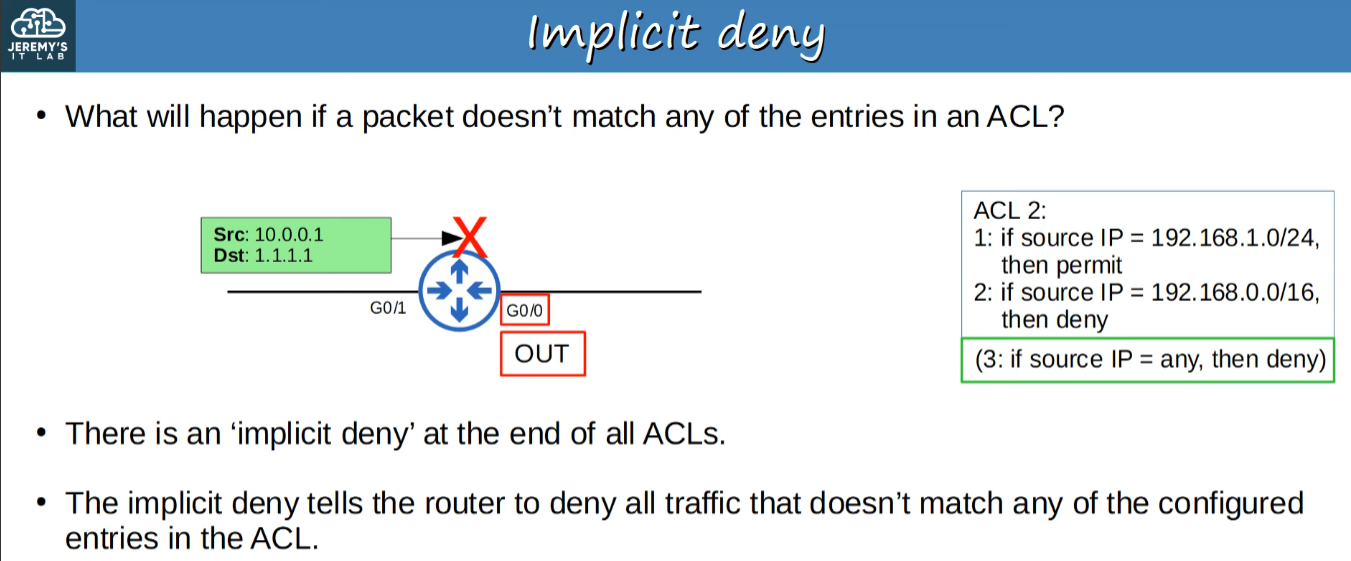 JEREMY'S
IT LAB
Implicit deny
• What will happen if a packet doesn't match any of the entries in an ACL?
Src: 10.0.0.1
Dst: 1.1.1.1
G0/1
G0/0
OUT
ACL 2:
1: if source IP = 192.168.1.0/24,
then permit
2: if source IP = 192.168.0.0/16,
then deny
(3: if source IP = any, then deny)
• There is an ‘implicit deny’ at the end of all ACLs.
• The implicit deny tells the router to deny all traffic that doesn’t match any of the configured
entries in the ACL.